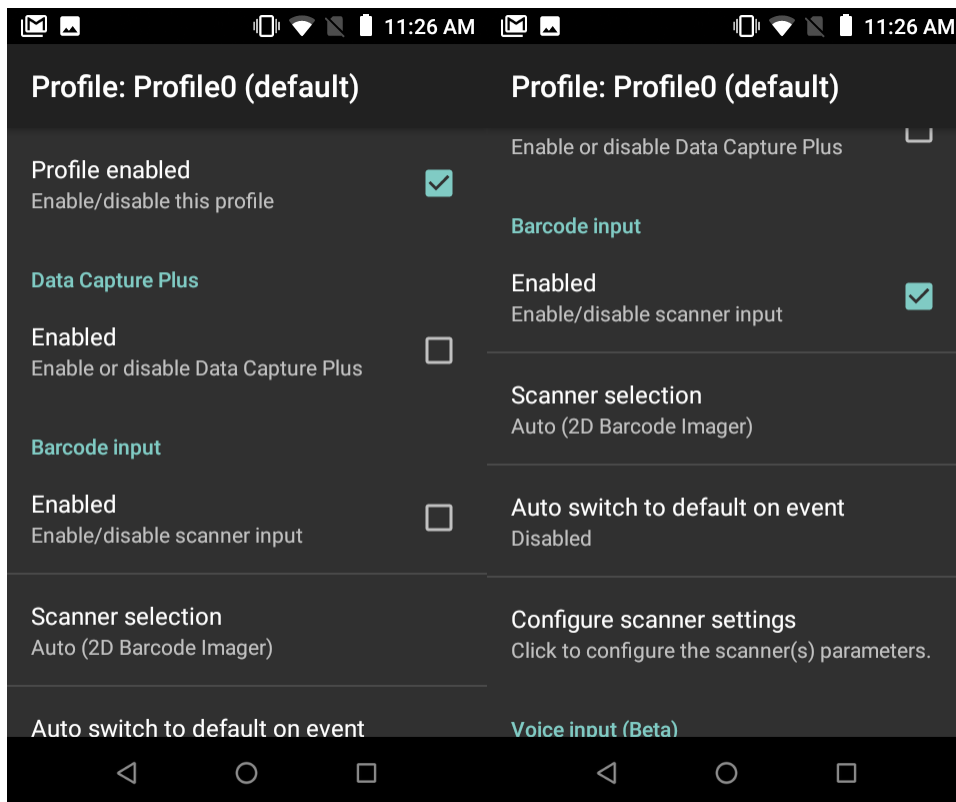 11:26 AM
Profile: Profile0 (default)
Profile enabled
Enable/disable this profile
Data Capture Plus
Enabled
Enable or disable Data Capture Plus
Barcode input
Enabled
Enable/disable scanner input
Scanner selection
Auto (2D Barcode Imager)
Auto switch to default on event
11:26 AM
Profile: Profile0 (default)
Enable or disable Data Capture Plus
Barcode input
Enabled
Enable/disable scanner input
Scanner selection
Auto (2D Barcode Imager)
Auto switch to default on event
Disabled
Configure scanner settings
Click to configure the scanner(s) parameters.
Voice input (Beta)